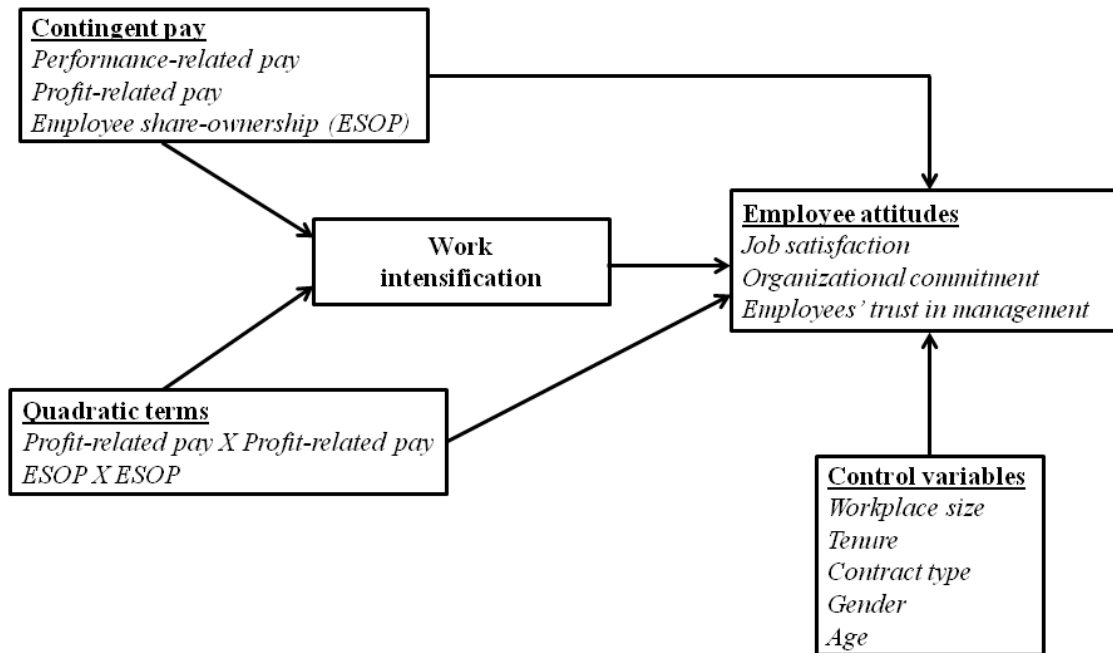 Contingent pay
Performance-related pay
Profit-related pay
Employee share-ownership (ESOP)
Work
intensification
Employee attitudes
Job satisfaction
Organizational commitment
Employees’ trust in management
Quadratic terms
Profit-related pay X Profit-related pay
ESOP X ESOP
Control variables
Workplace size
Tenure
Contract type
Gender
Age